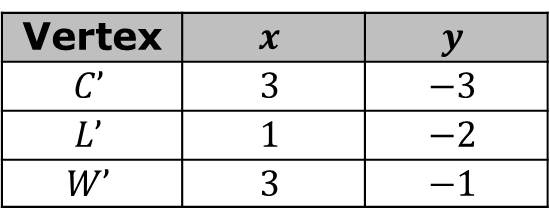 Vertex x y
C’ 3 −3
L’ 1 −2
W’ 3 −1